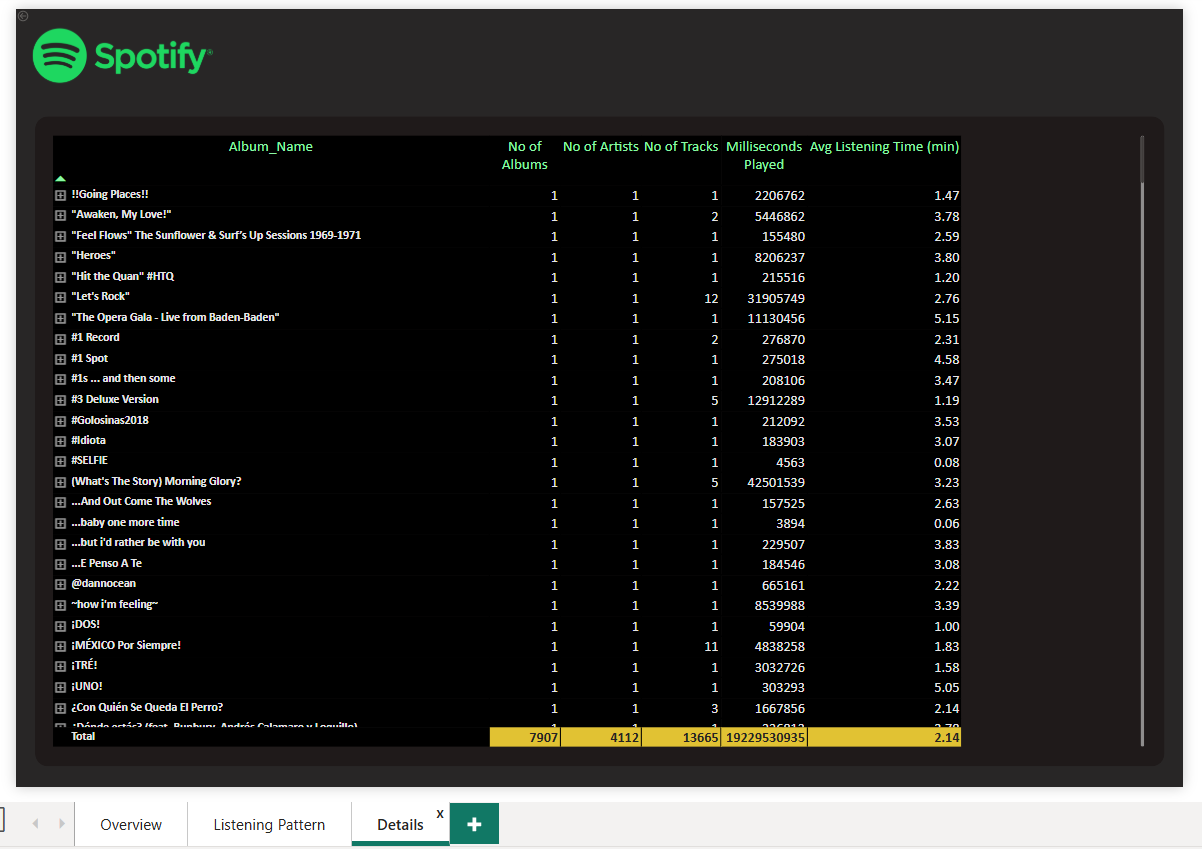 Spotify®
Album_Name No of Albums No of Artists No of Tracks Milliseconds Played Avg Listening Time (min)
!!Going Places!! 1 1 1 2206762 1.47
"Awaken, My Love!" 1 1 2 5446862 3.78
"Feel Flows" The Sunflower & Surf's Up Sessions 1969-1971 1 1 1 155480 2.59
"Heroes" 1 1 1 8206237 3.80
"Hit the Quan" #HTQ 1 1 1 215516 1.20
"Let's Rock" 1 1 12 31905749 2.76
"The Opera Gala - Live from Baden-Baden" 1 1 1 11130456 5.15
#1 Record 1 1 2 276870 2.31
#1 Spot 1 1 1 275018 4.58
#1s ... and then some 1 1 1 208106 3.47
#3 Deluxe Version 1 1 5 12912289 1.19
#Golosinas2018 1 1 1 212092 3.53
#Idiota 1 1 1 183903 3.07
#SELFIE 1 1 1 4563 0.08
(What's The Story) Morning Glory? 1 1 5 42501539 3.23
...And Out Come The Wolves 1 1 1 157525 2.63
...baby one more time 1 1 1 3894 0.06
...but i'd rather be with you 1 1 1 229507 3.83
...E Penso A Te 1 1 1 184546 3.08
@dannocean 1 1 1 665161 2.22
~how i'm feeling~ 1 1 1 8539988 3.39
¡DOS! 1 1 1 59904 1.00
¡MÉXICO Por Siempre! 1 1 11 4838258 1.83
¡TRÉ! 1 1 1 3032726 1.58
¡UNO! 1 1 1 303293 5.05
¿Con Quién Se Queda El Perro? 1 1 3 1667856 2.14
¿Dónde estás? (feat. Bunbury, Andrés Calamaro y Loquillo) 1 1 1
Total 7907 4112 13665 19229530935 2.14
Overview Listening Pattern Details x +